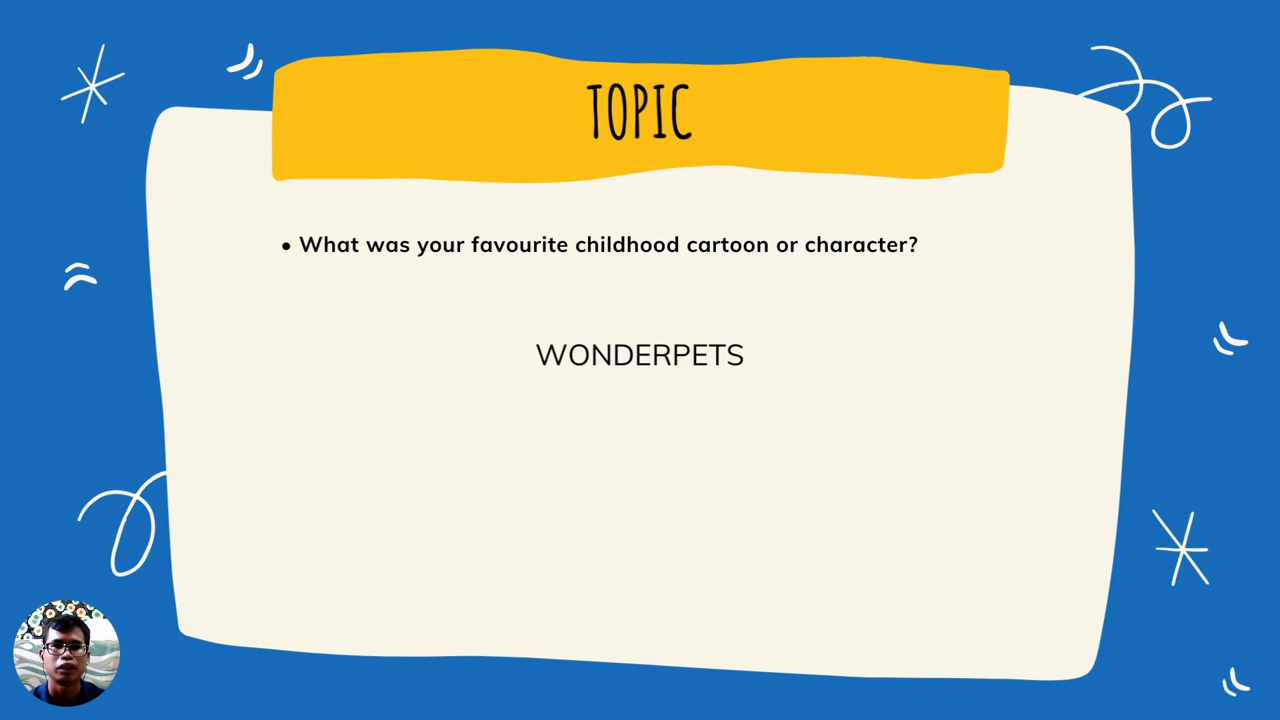 TOPIC
• What was your favourite childhood cartoon or character?
WONDERPETS